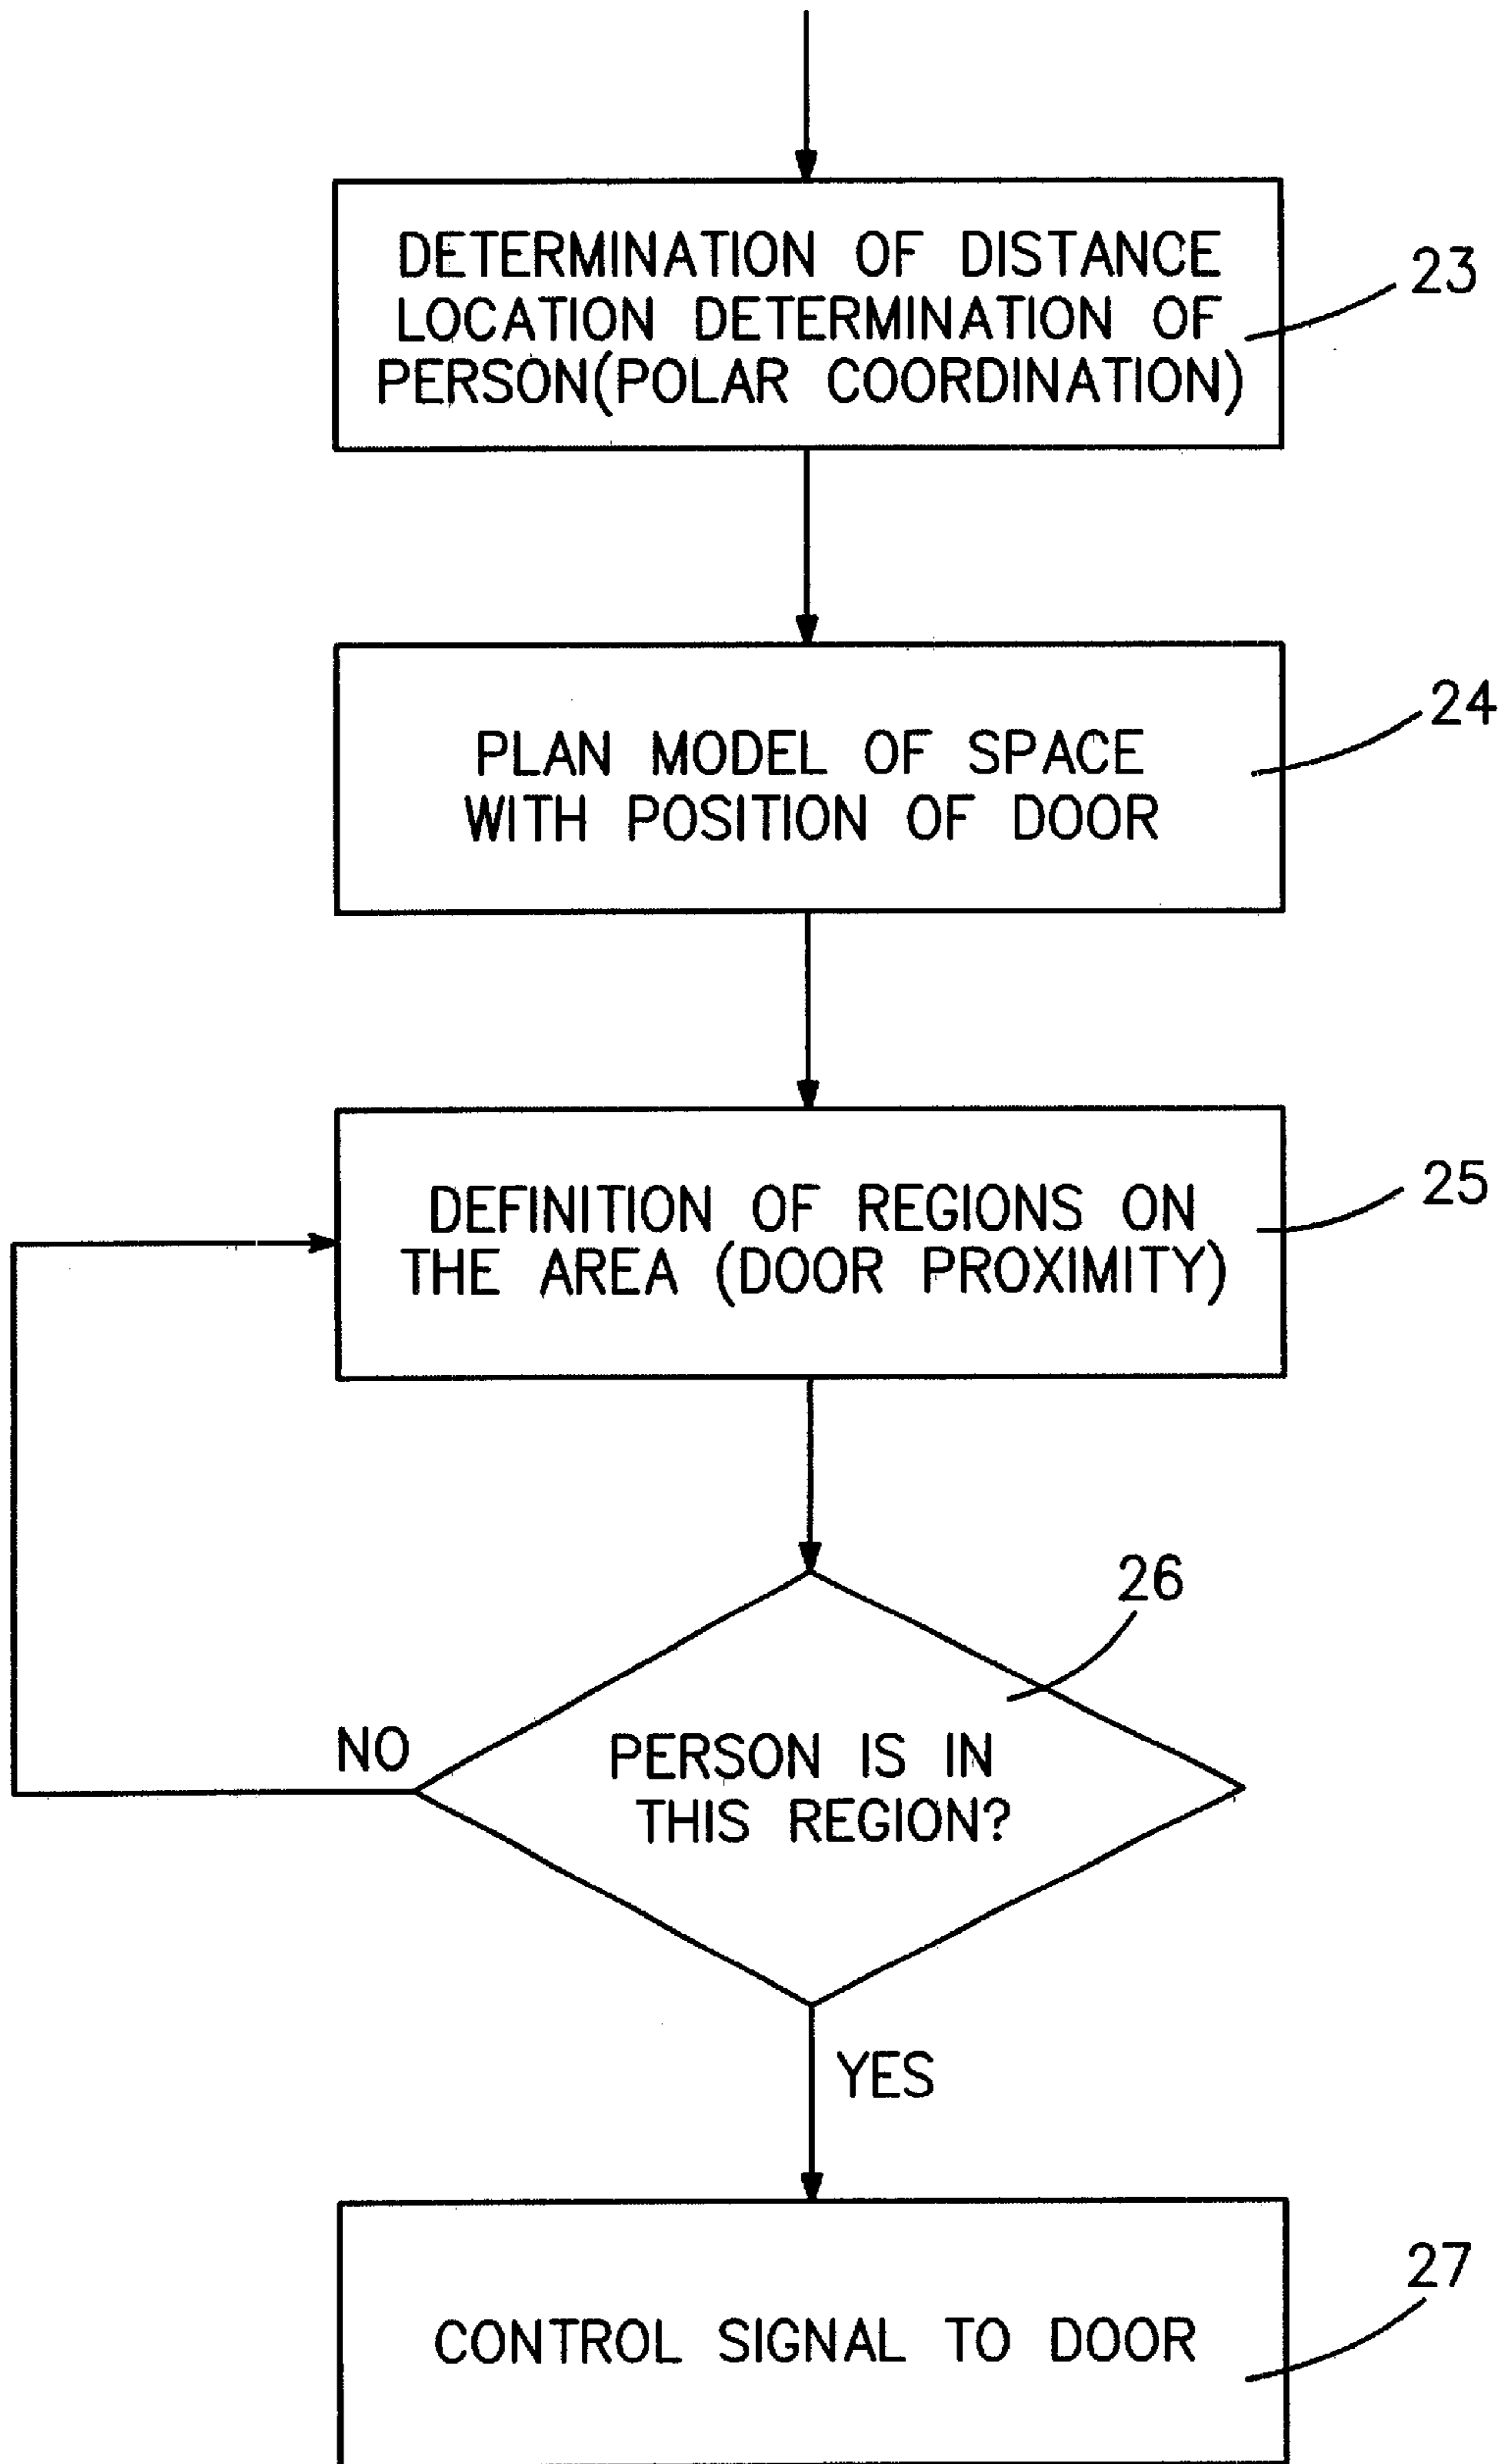 DETERMINATION OF DISTANCE
LOCATION DETERMINATION OF
PERSON(POLAR COORDINATION)
23
PLAN MODEL OF SPACE
WITH POSITION OF DOOR
24
DEFINITION OF REGIONS ON
THE AREA (DOOR PROXIMITY)
25
26
PERSON IS IN
THIS REGION?
NO
YES
CONTROL SIGNAL TO DOOR
27